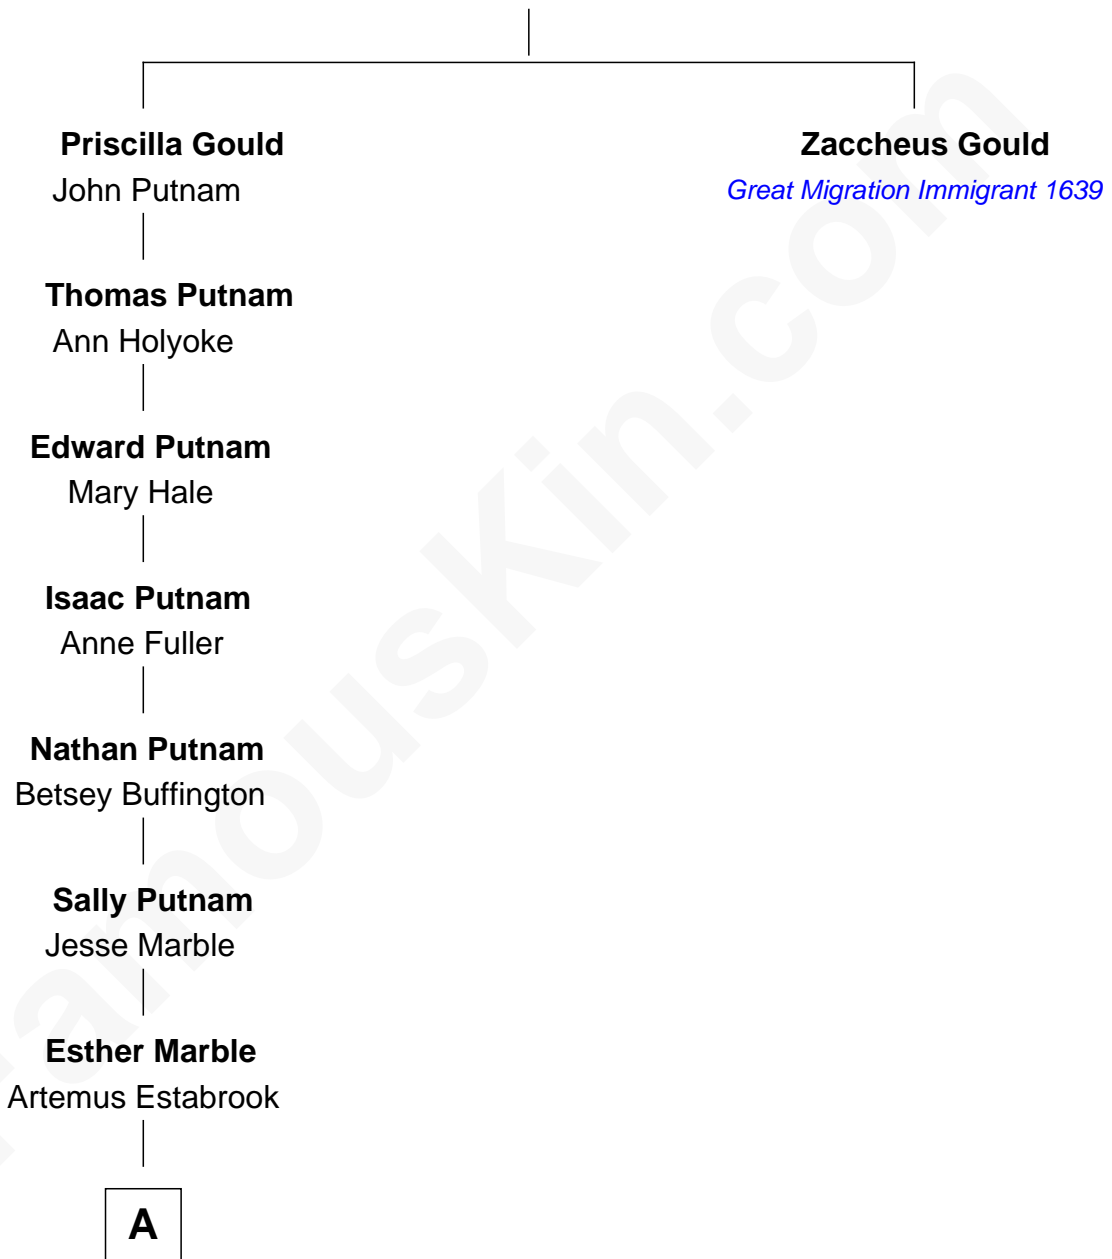 Priscilla Gould
Zaccheus Gould
John Putnam
Great Migration Immigrant 1639
Thomas Putnam
Ann Holyoke
Edward Putnam
Mary Hale
Isaac Putnam
Anne Fuller
Nathan Putnam
Betsey Buffington
Sally Putnam
Jesse Marble
Esther Marble
Artemus Estabrook
A
FamousKin.com